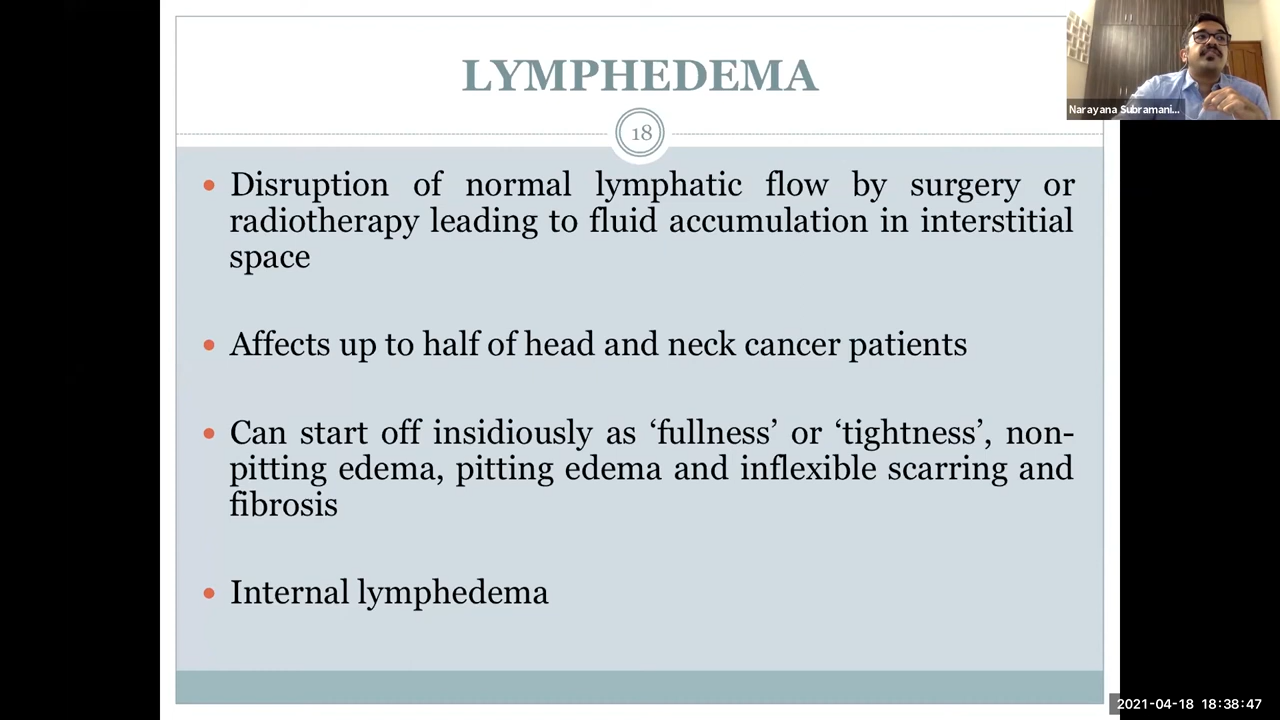 LYMPHEDEMA
18
• Disruption of normal lymphatic flow by surgery or
radiotherapy leading to fluid accumulation in interstitial
space
• Affects up to half of head and neck cancer patients
• Can start off insidiously as ‘fullness’ or ‘tightness’, non-
pitting edema, pitting edema and inflexible scarring and
fibrosis
• Internal lymphedema
Narayana Subramani...
2021-04-18 18:38:47